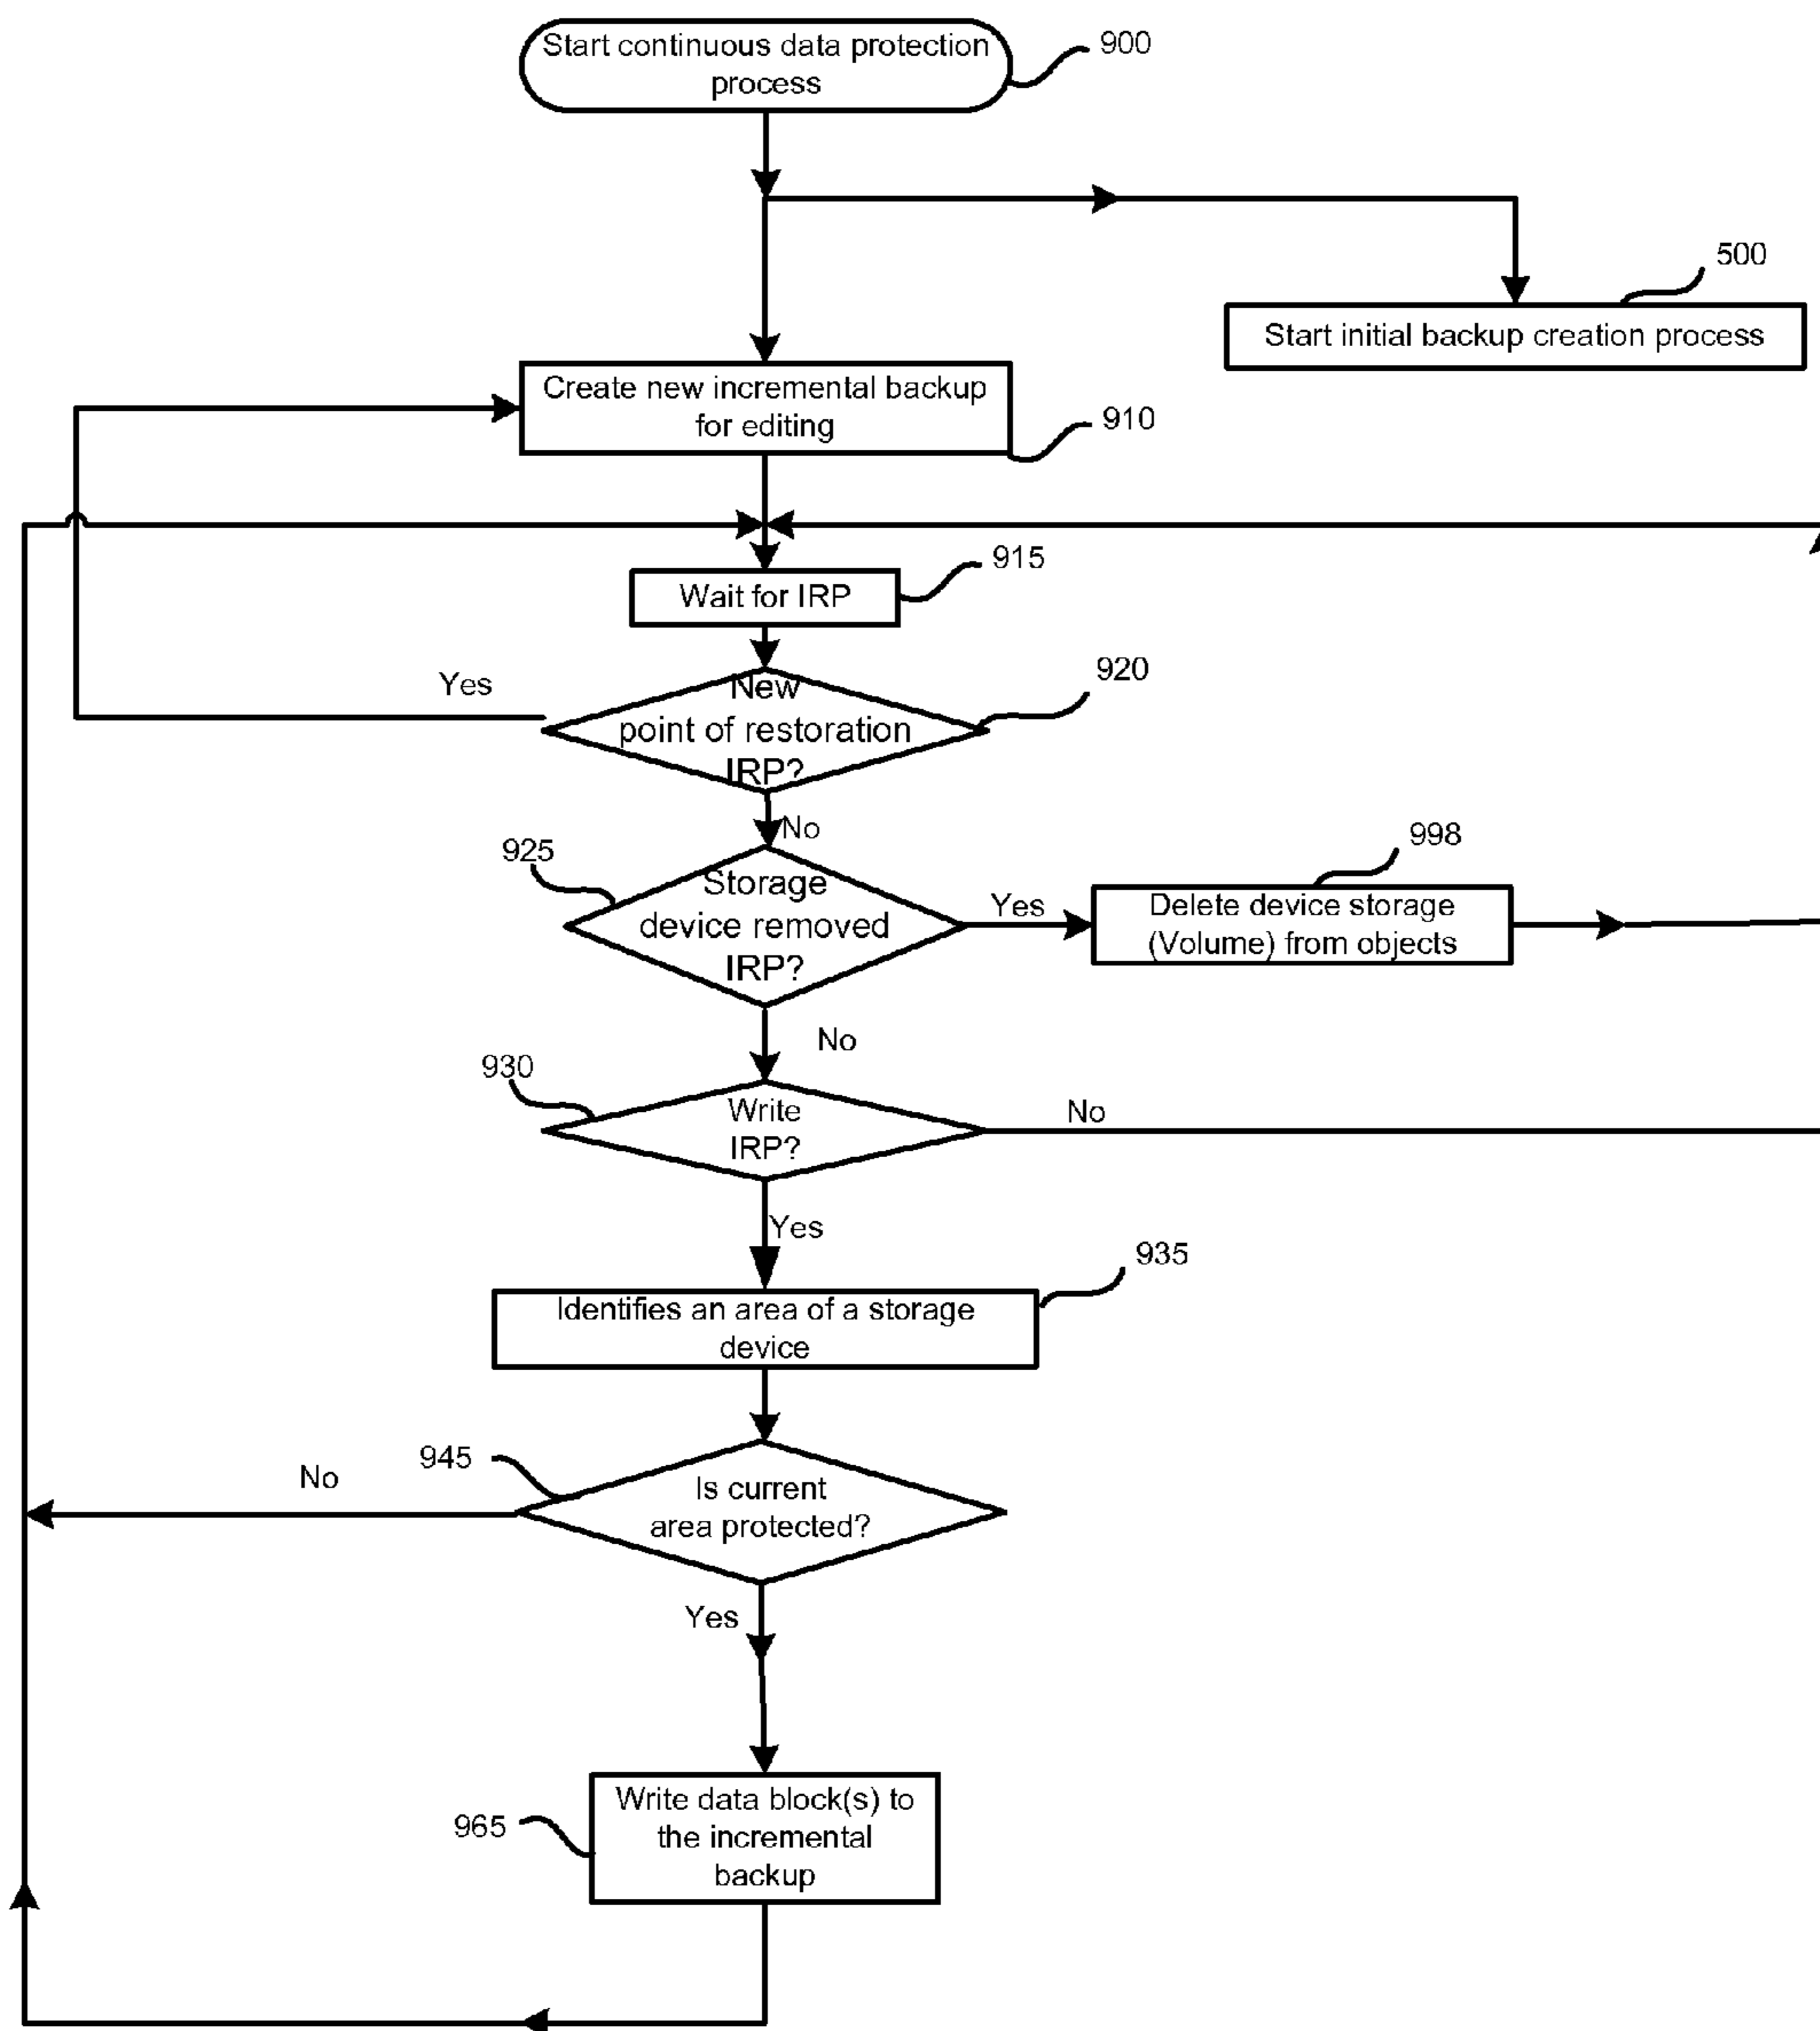 Start continuous data protection
process
900
500
Start initial backup creation process
Create new incremental backup
for editing
910
915
Wait for IRP
920
Yes
New
point of restoration
IRP?
No
925
998
Storage
device removed
IRP?
Yes
Delete device storage
(Volume) from objects
No
930
Write
IRP?
No
Yes
935
Identifies an area of a storage
device
945
No
Is current
area protected?
Yes
965
Write data block(s) to
the incremental
backup